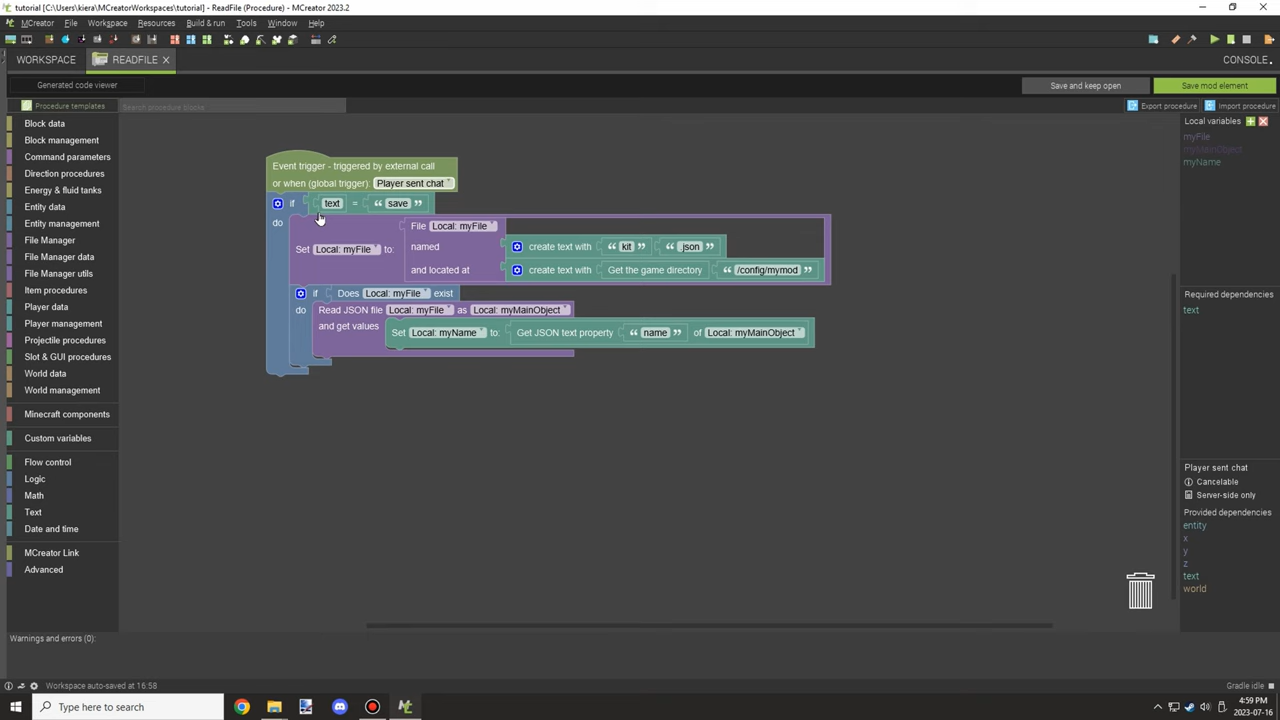 tutorial [C:\Users\kiera\MCreatorWorkspaces\tutorial] - ReadFile (Procedure) - MCreator 2023.2
MCreator File Workspace Resources Build & run Tools Window Help
WORKSPACE READFILE CONSOLE
Generated code viewer Save and keep open Save mod element
Procedure templates Search procedure blocks Export procedure Import procedure
Block data
Block management
Command parameters
Direction procedures
Energy & fluid tanks
Entity data
Entity management
File Manager
File Manager data
File Manager utils
Item procedures
Player data
Player management
Projectile procedures
Slot & GUI procedures
World data
World management
Minecraft components
Custom variables
Flow control
Logic
Math
Text
Date and time
MCreator Link
Advanced
Event trigger - triggered by external call
or when (global trigger): Player sent chat
if text = “ save ”
do
Set Local: myFile to:
File Local: myFile
named create text with “ kit ” “ .json ”
and located at create text with Get the game directory “ /config/mymod ”
if Does Local: myFile exist
do Read JSON file Local: myFile as Local: myMainObject
and get values Set Local: myName to: Get JSON text property “ name ” of Local: myMainObject
Local variables
myFile
myMainObject
myName
Required dependencies
text
Player sent chat
Cancelable
Server-side only
Provided dependencies
entity
x
y
z
text
world
Warnings and errors (0):
Workspace auto-saved at 16:58 Gradle idle
Type here to search
4:59 PM
2023-07-16